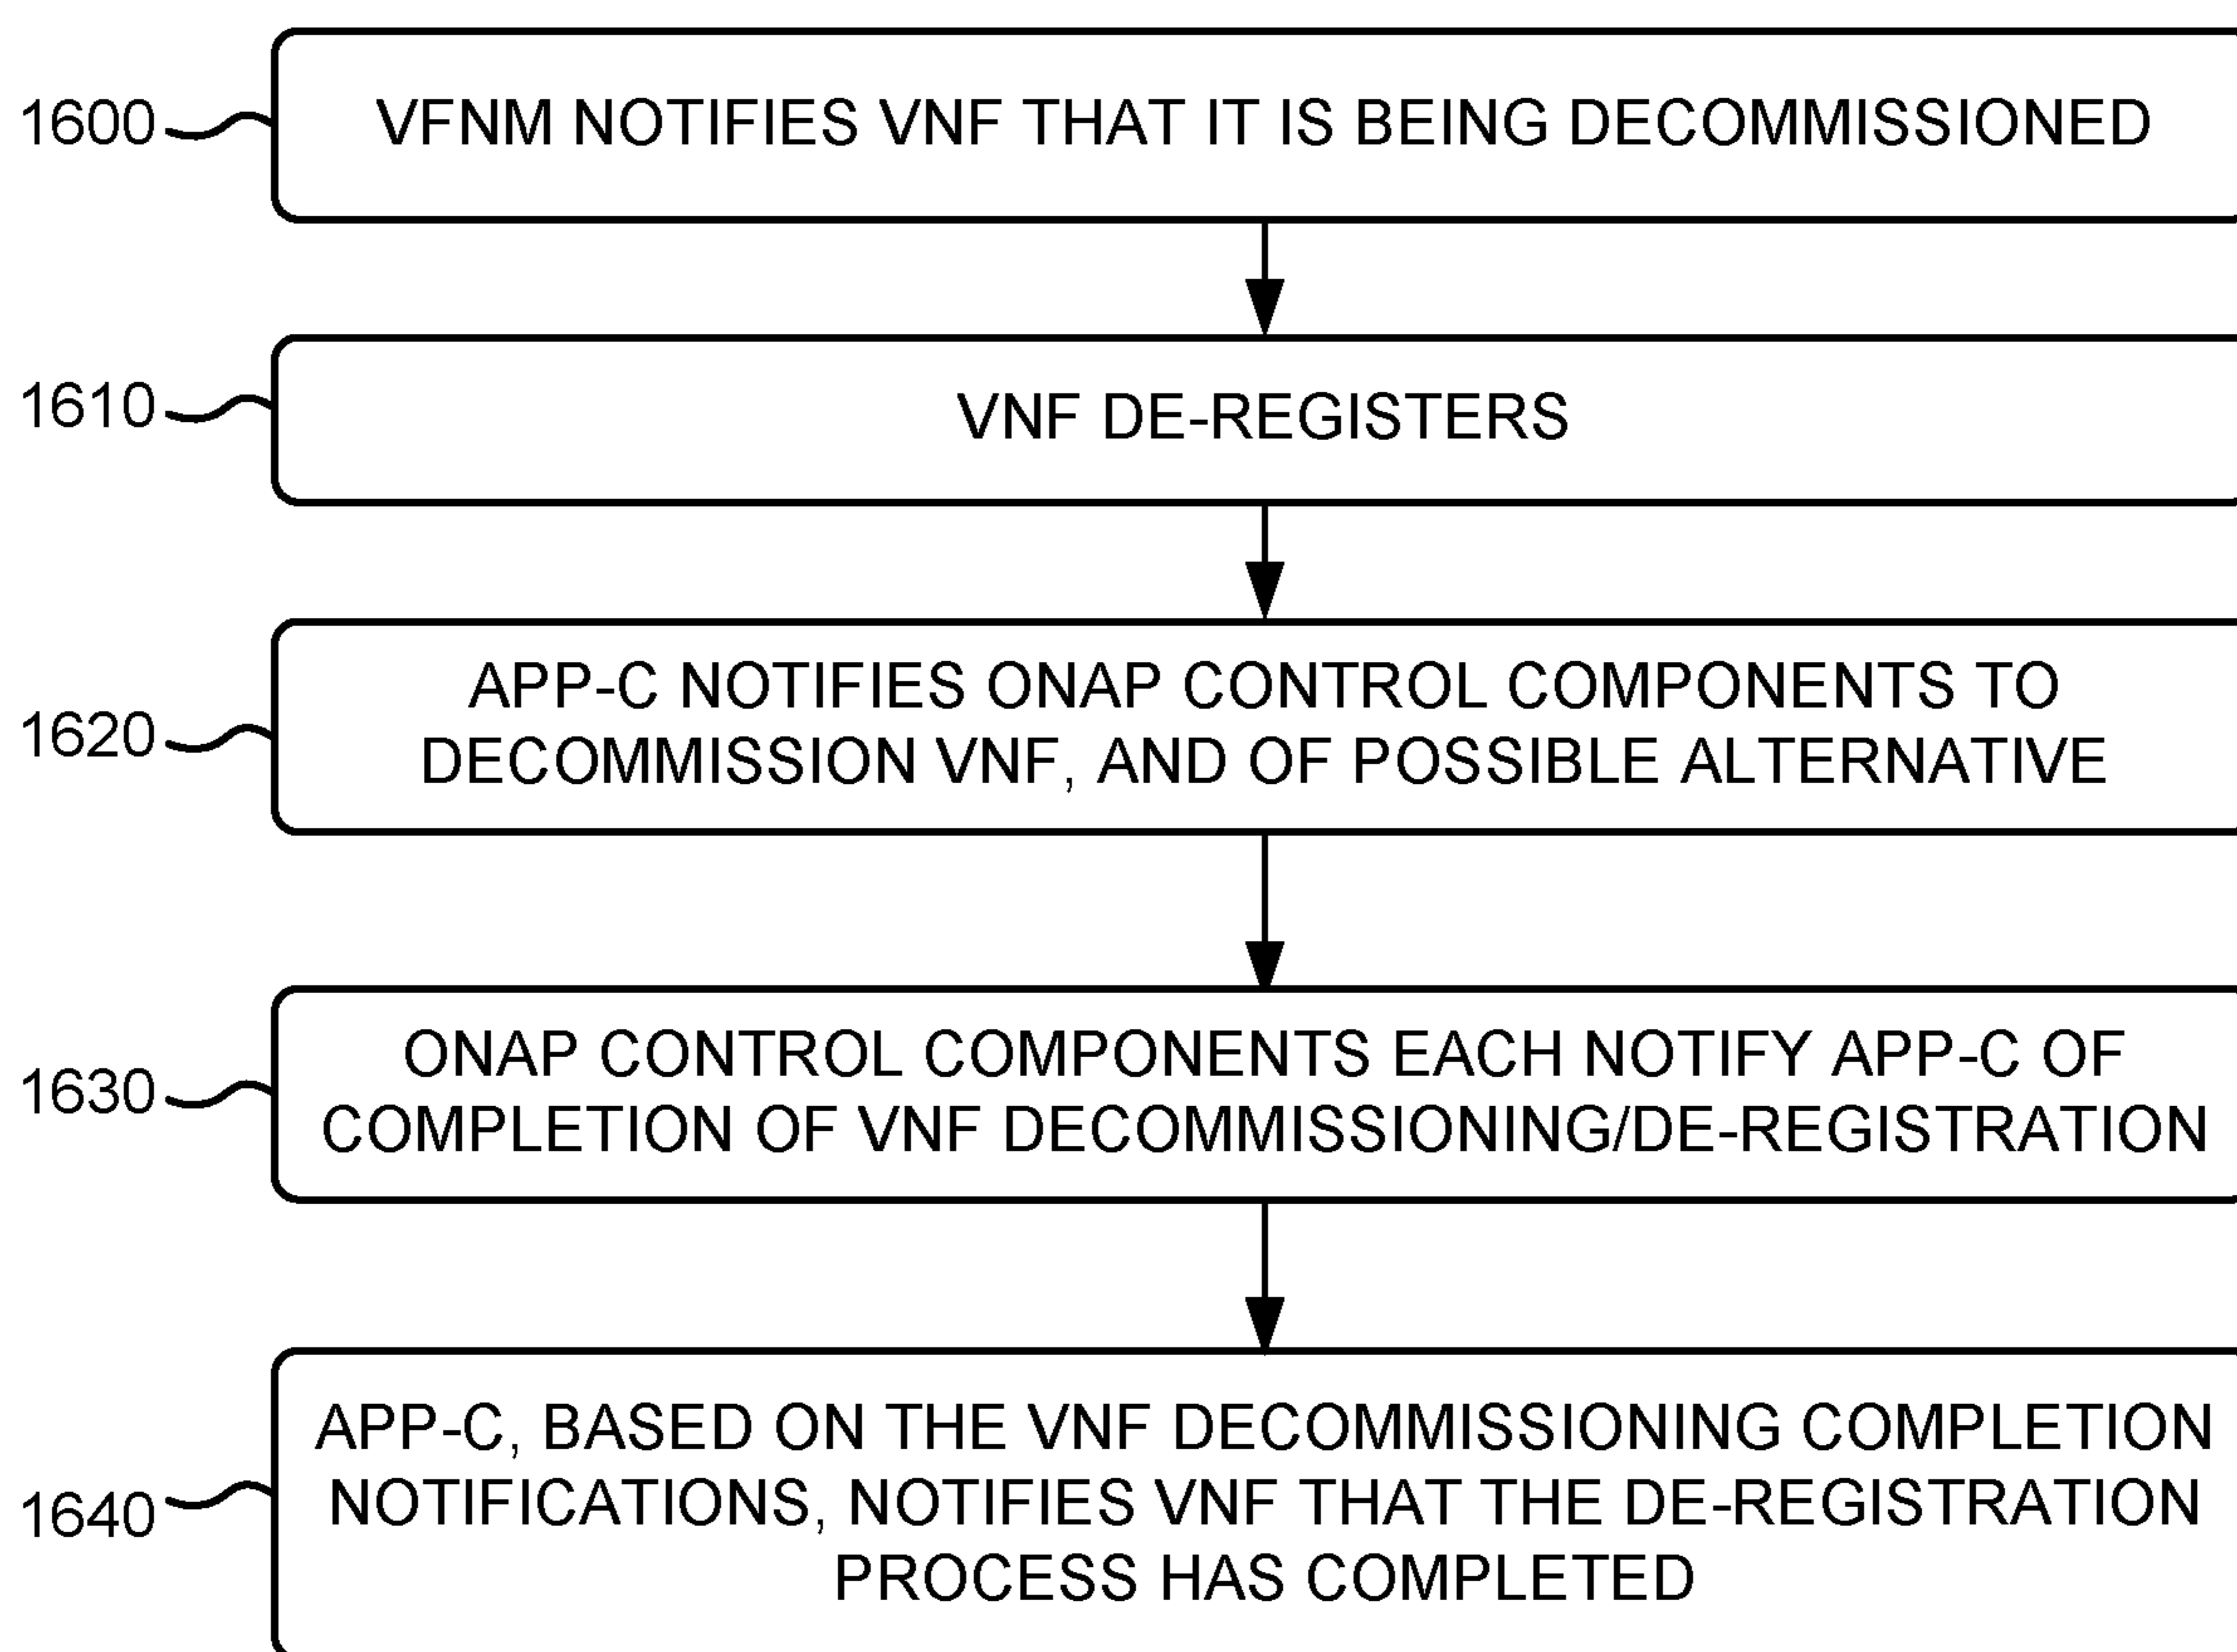 1600
VFNM NOTIFIES VNF THAT IT IS BEING DECOMMISSIONED
1610
VNF DE-REGISTERS
1620
APP-C NOTIFIES ONAP CONTROL COMPONENTS TO
DECOMMISSION VNF, AND OF POSSIBLE ALTERNATIVE
1630
ONAP CONTROL COMPONENTS EACH NOTIFY APP-C OF
COMPLETION OF VNF DECOMMISSIONING/DE-REGISTRATION
1640
APP-C, BASED ON THE VNF DECOMMISSIONING COMPLETION
NOTIFICATIONS, NOTIFIES VNF THAT THE DE-REGISTRATION
PROCESS HAS COMPLETED